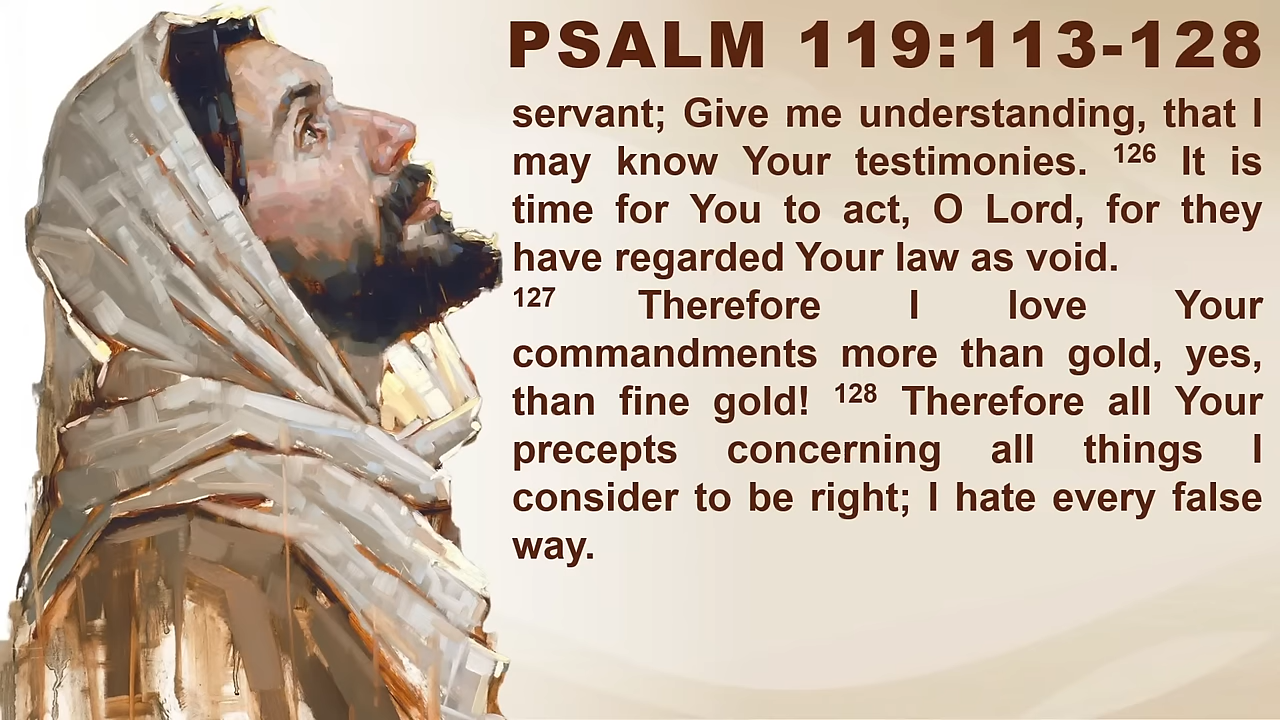 PSALM 119:113-128
servant; Give me understanding, that I
may know Your testimonies. 126 It is
time for You to act, O Lord, for they
have regarded Your law as void.
127 Therefore I love Your
commandments more than gold, yes,
than fine gold! 128 Therefore all Your
precepts concerning all things I
consider to be right; I hate every false
way.